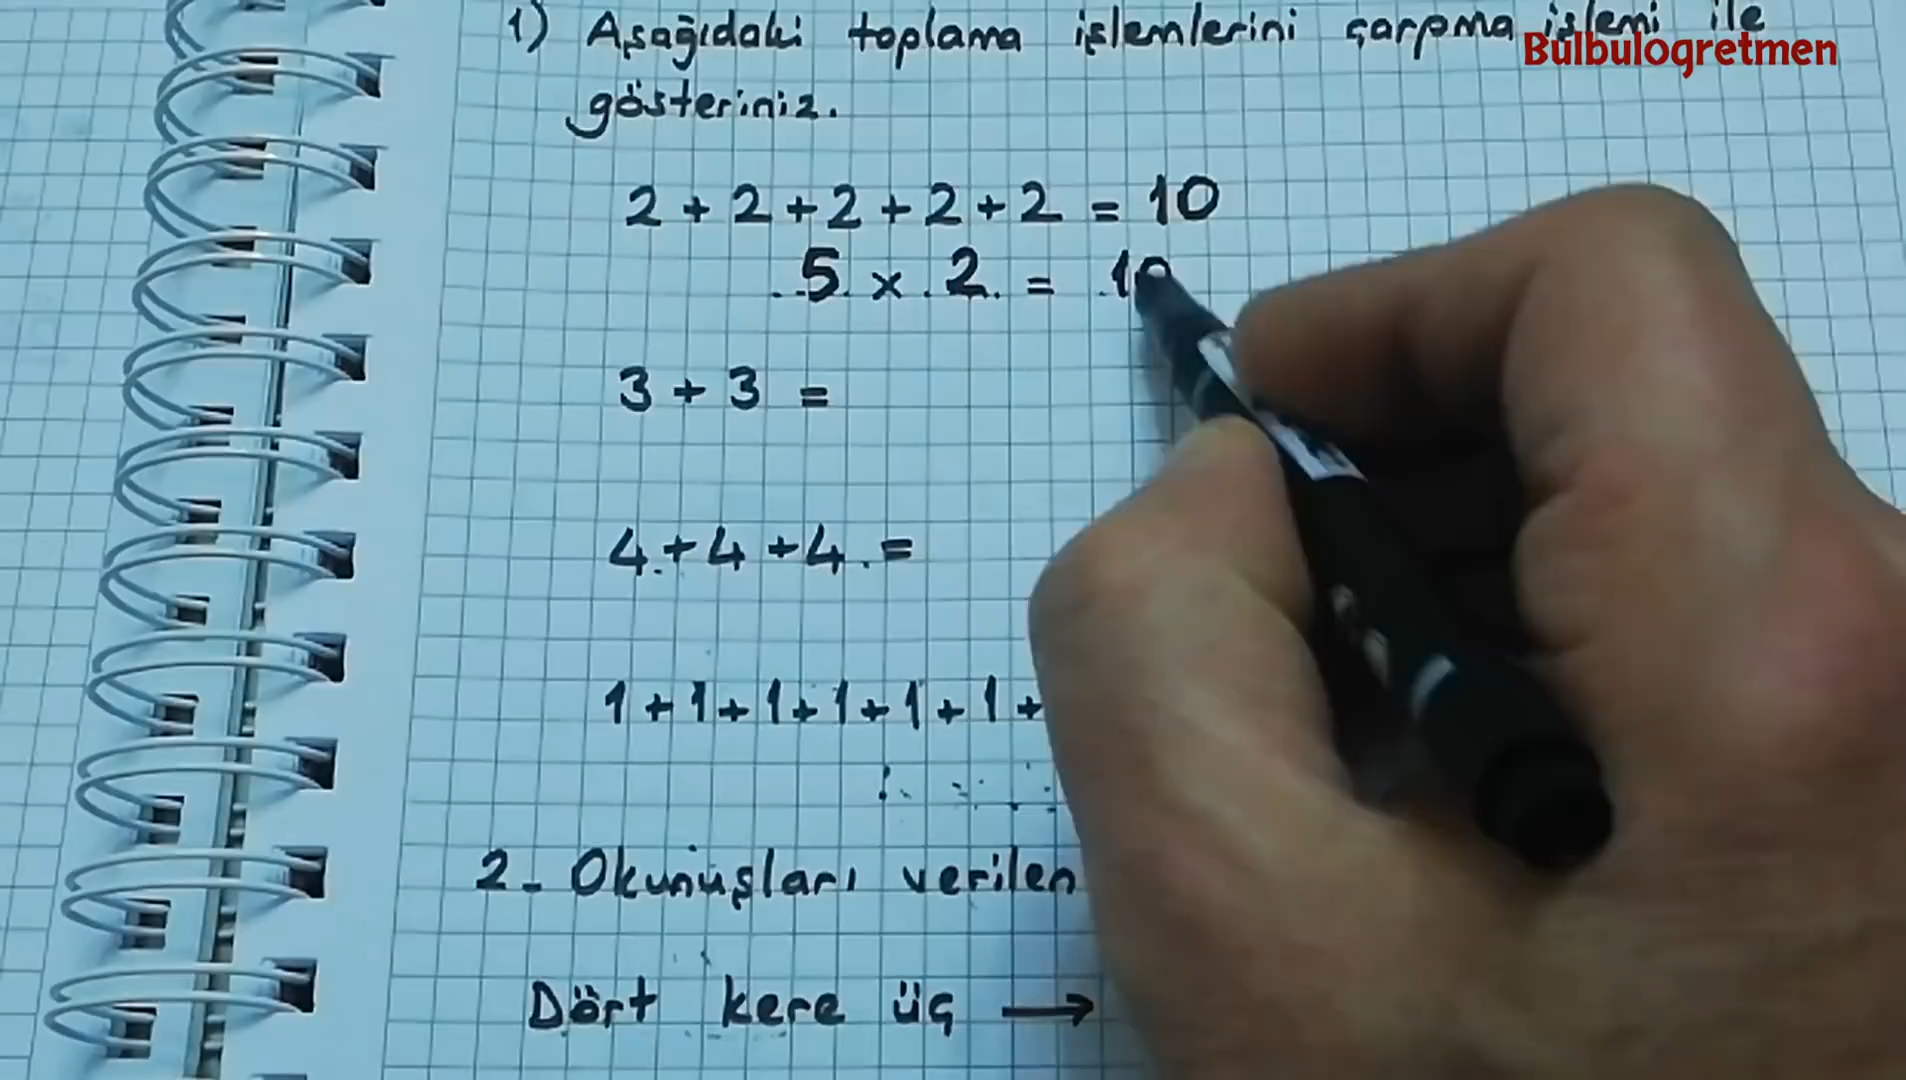 1) Aşağıdaki toplama işlemlerini çarpma işlemi ile
Bulbulogretmen
gösteriniz.
2 + 2 + 2 + 2 + 2 = 10
5 x 2 = 10
3 + 3 =
4 + 4 + 4 =
1 + 1 + 1 + 1 + 1 + 1 +
2- Okunuşları verilen
Dört kere üç →